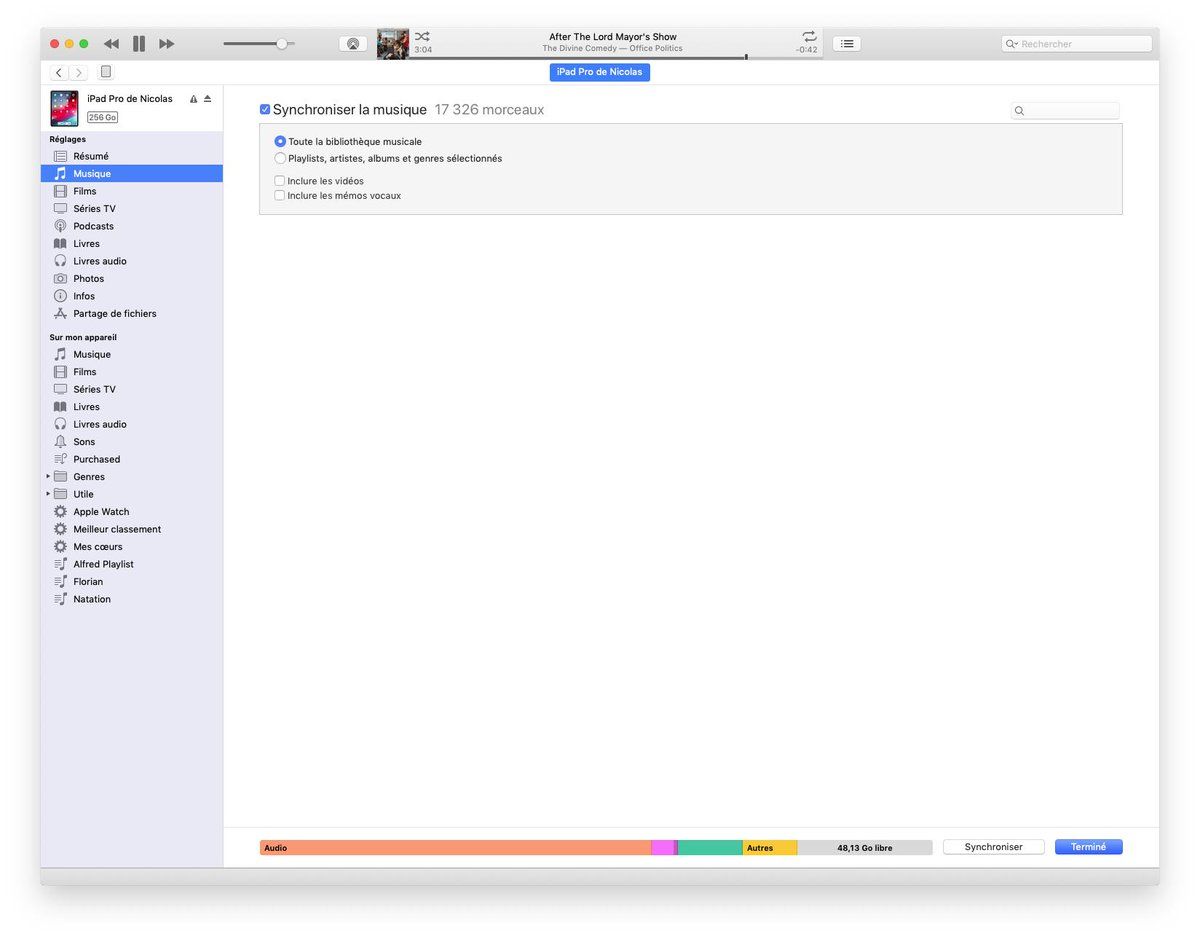 After The Lord Mayor's Show
3:04
The Divine Comedy — Office Politics
-0:42
Rechercher
iPad Pro de Nicolas
iPad Pro de Nicolas
256 Go
Réglages
Résumé
Musique
Films
Séries TV
Podcasts
Livres
Livres audio
Photos
Infos
Partage de fichiers
Sur mon appareil
Musique
Films
Séries TV
Livres
Livres audio
Sons
Purchased
Genres
Utile
Apple Watch
Meilleur classement
Mes cœurs
Alfred Playlist
Florian
Natation
Synchroniser la musique 17 326 morceaux
Toute la bibliothèque musicale
Playlists, artistes, albums et genres sélectionnés
Inclure les vidéos
Inclure les mémos vocaux
Audio
Autres
48,13 Go libre
Synchroniser
Terminé